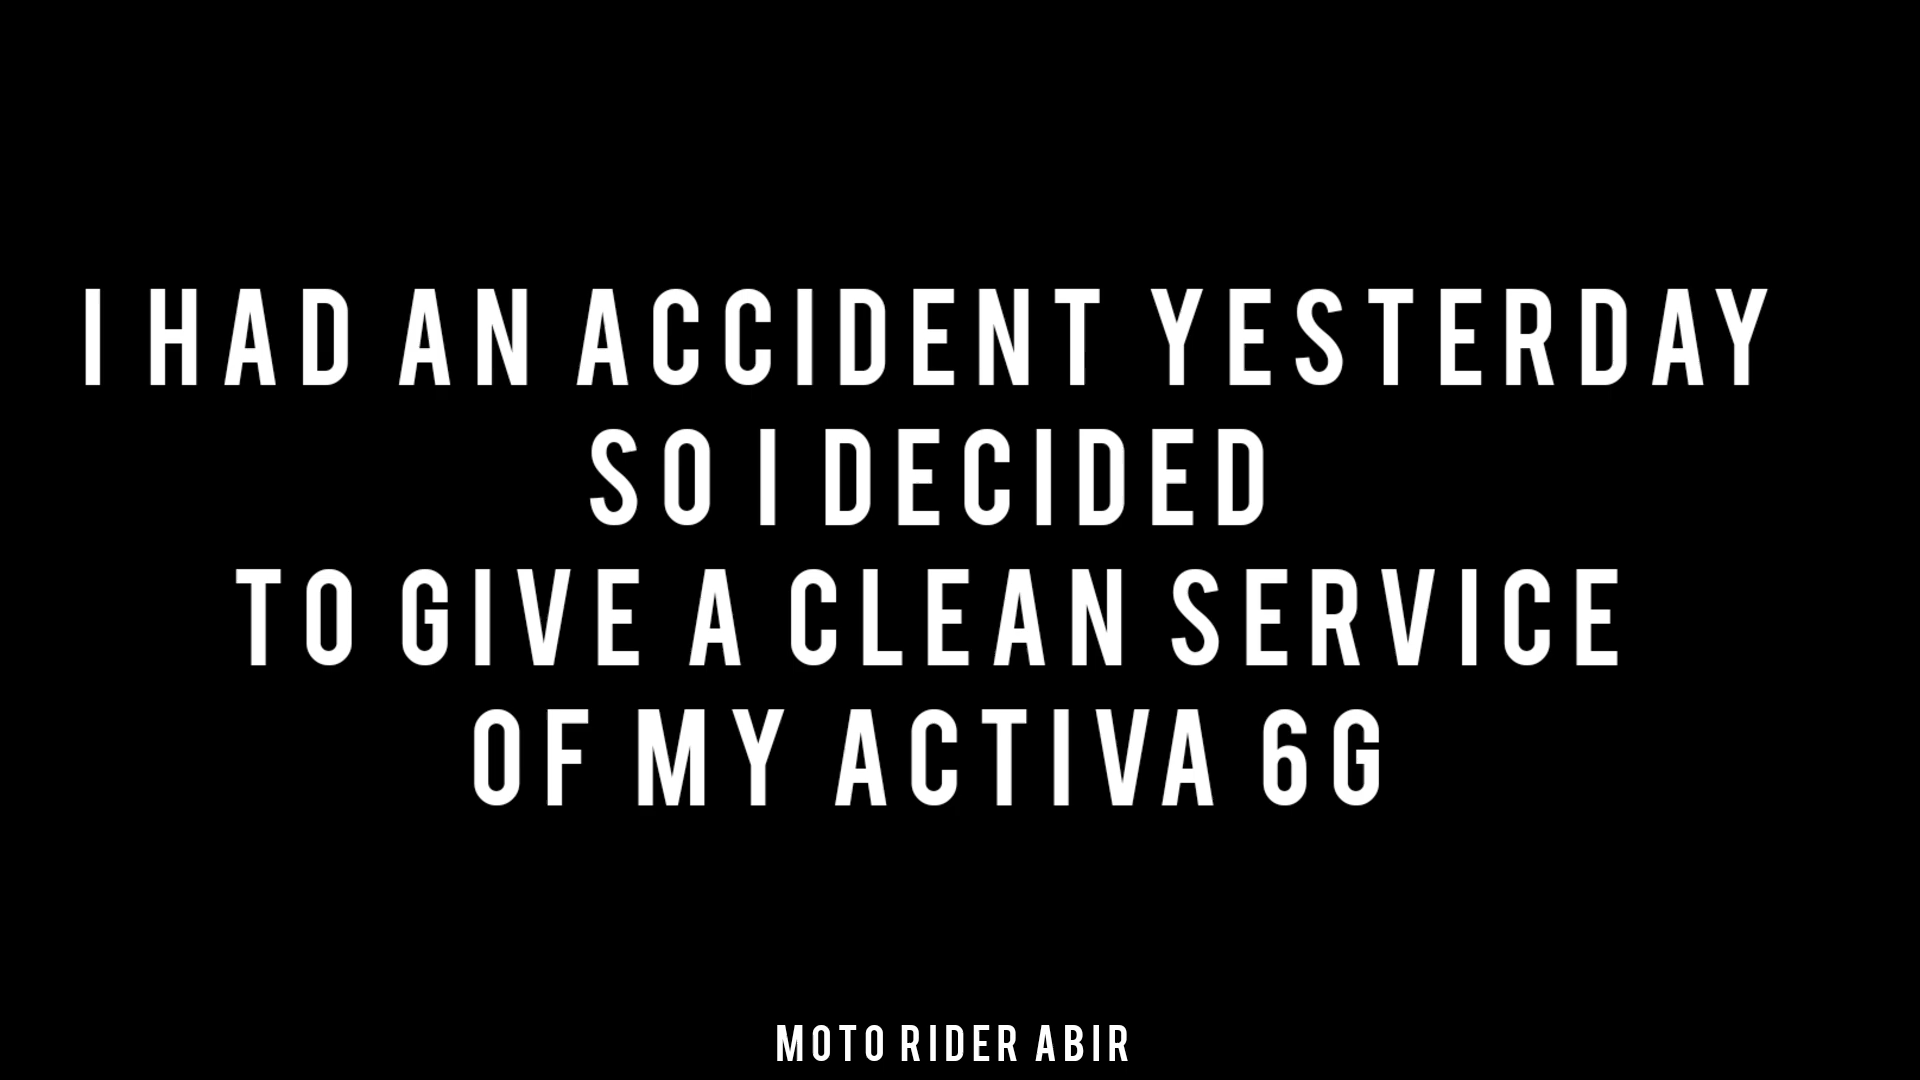 I HAD AN ACCIDENT YESTERDAY
SO I DECIDED
TO GIVE A CLEAN SERVICE
OF MY ACTIVA 6G
MOTO RIDER ABIR